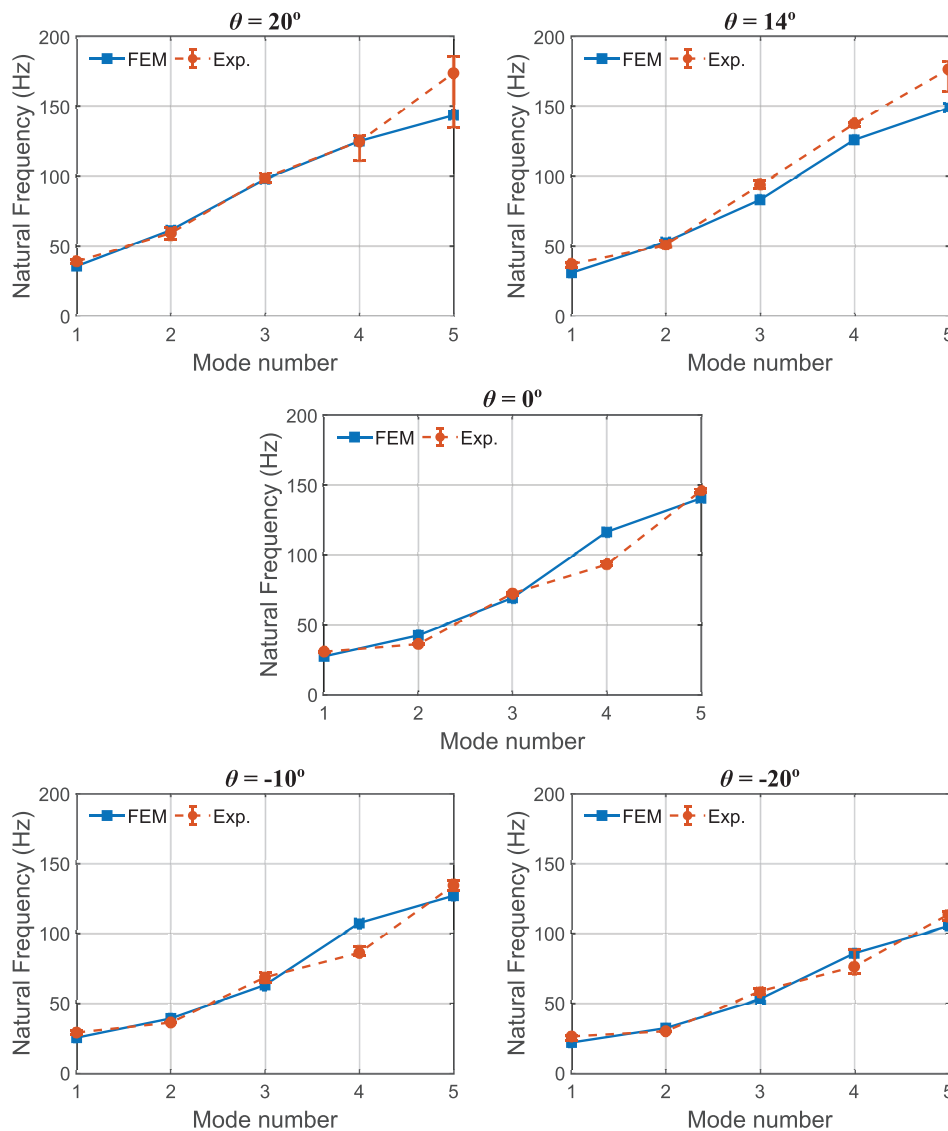 θ = 20º
FEM Exp.
Natural Frequency (Hz)
200
150
100
50
0
1 2 3 4 5
Mode number
θ = 14º
FEM Exp.
Natural Frequency (Hz)
200
150
100
50
0
1 2 3 4 5
Mode number
θ = 0º
FEM Exp.
Natural Frequency (Hz)
200
150
100
50
0
1 2 3 4 5
Mode number
θ = -10º
FEM Exp.
Natural Frequency (Hz)
200
150
100
50
0
1 2 3 4 5
Mode number
θ = -20º
FEM Exp.
Natural Frequency (Hz)
200
150
100
50
0
1 2 3 4 5
Mode number